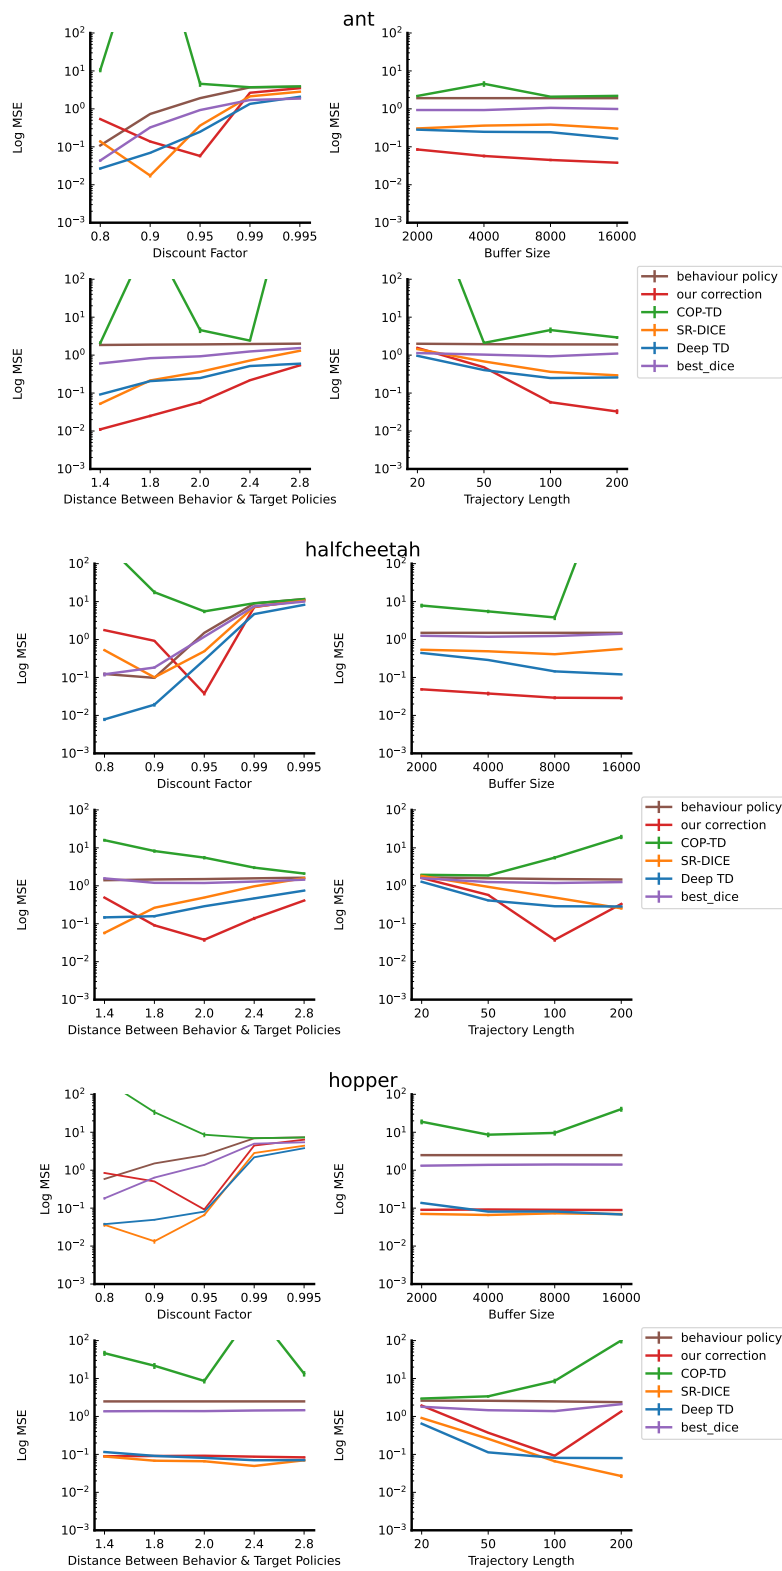 ant
10² 10²
10¹ 10¹
10⁰ 10⁰
10⁻¹ 10⁻¹
10⁻² 10⁻²
10⁻³ 10⁻³
Log MSE Log MSE
0.8 0.9 0.95 0.99 0.995 2000 4000 8000 16000
Discount Factor Buffer Size
10² 10²
10¹ 10¹
10⁰ 10⁰
10⁻¹ 10⁻¹
10⁻² 10⁻²
10⁻³ 10⁻³
Log MSE Log MSE
1.4 1.8 2.0 2.4 2.8 20 50 100 200
Distance Between Behavior & Target Policies Trajectory Length
behaviour policy
our correction
COP-TD
SR-DICE
Deep TD
best_dice
halfcheetah
10² 10²
10¹ 10¹
10⁰ 10⁰
10⁻¹ 10⁻¹
10⁻² 10⁻²
10⁻³ 10⁻³
Log MSE Log MSE
0.8 0.9 0.95 0.99 0.995 2000 4000 8000 16000
Discount Factor Buffer Size
10² 10²
10¹ 10¹
10⁰ 10⁰
10⁻¹ 10⁻¹
10⁻² 10⁻²
10⁻³ 10⁻³
Log MSE Log MSE
1.4 1.8 2.0 2.4 2.8 20 50 100 200
Distance Between Behavior & Target Policies Trajectory Length
behaviour policy
our correction
COP-TD
SR-DICE
Deep TD
best_dice
hopper
10² 10²
10¹ 10¹
10⁰ 10⁰
10⁻¹ 10⁻¹
10⁻² 10⁻²
10⁻³ 10⁻³
Log MSE Log MSE
0.8 0.9 0.95 0.99 0.995 2000 4000 8000 16000
Discount Factor Buffer Size
10² 10²
10¹ 10¹
10⁰ 10⁰
10⁻¹ 10⁻¹
10⁻² 10⁻²
10⁻³ 10⁻³
Log MSE Log MSE
1.4 1.8 2.0 2.4 2.8 20 50 100 200
Distance Between Behavior & Target Policies Trajectory Length
behaviour policy
our correction
COP-TD
SR-DICE
Deep TD
best_dice